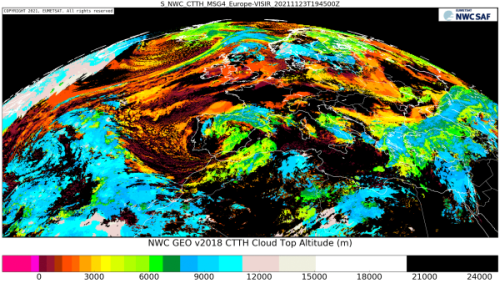 S_NWC_CTTH_MSG4_Europe-VISIR_20211123T194500Z
COPYRIGHT 2021, EUMETSAT. All rights reserved
EUMETSAT
NWC SAF
NWC GEO v2018 CTTH Cloud Top Altitude (m)
0 3000 6000 9000 12000 15000 18000 21000 24000